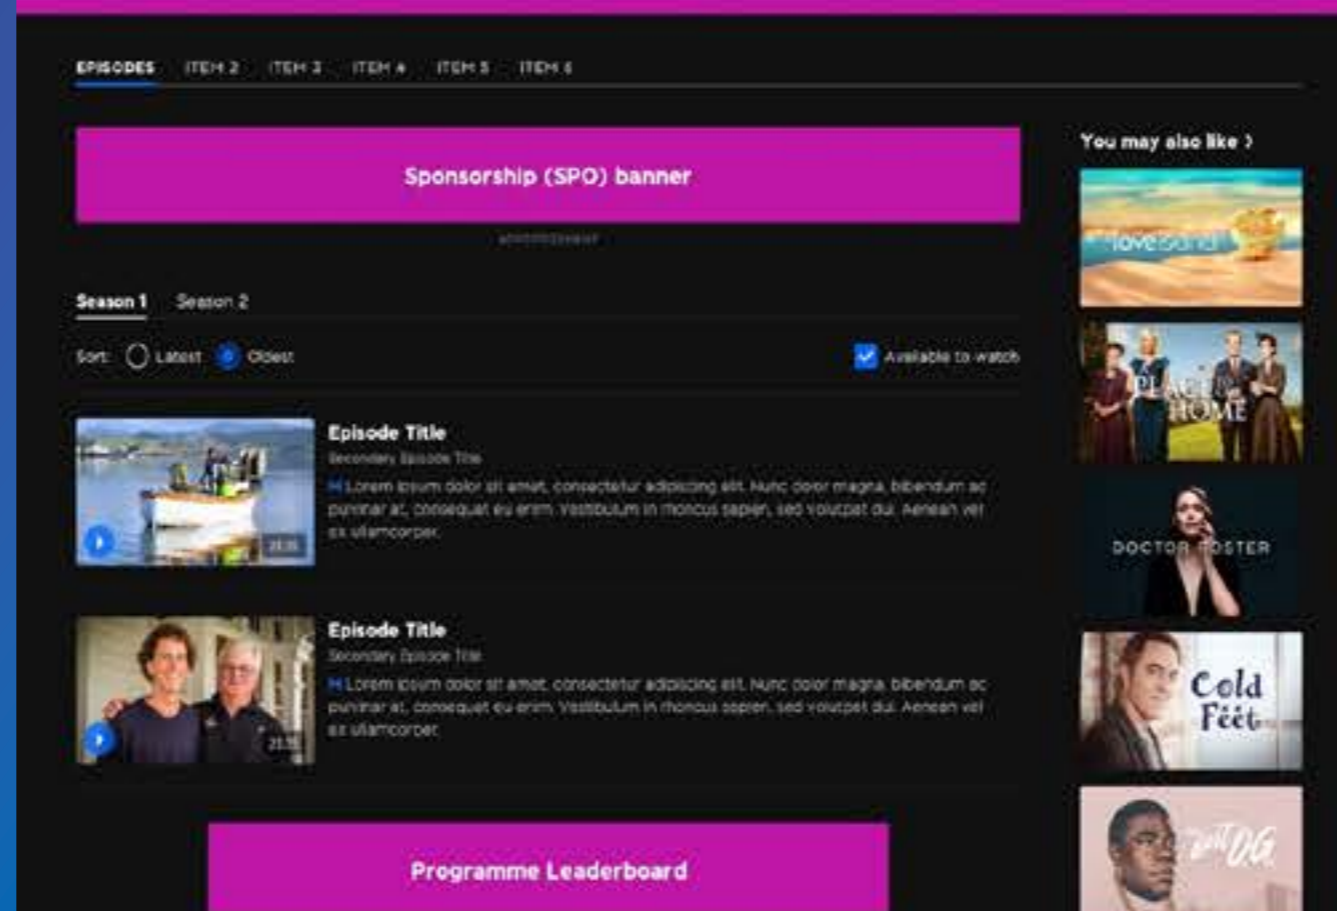 EPISODES ITEM 2 ITEM 3 ITEM 4 ITEM 5 ITEM 6
Sponsorship (SPO) banner
ADVERTISEMENT
Season 1 Season 2
Sort: Latest Oldest
Available to watch
Episode Title
Secondary Episode Title
Lorem ipsum dolor sit amet, consectetur adipiscing elit. Nunc dolor magna, bibendum ac
pulvinar at, consequat eu enim. Vestibulum in rhoncus sapien, sed volutpat dui. Aenean vel
ex ullamcorper.
Episode Title
Secondary Episode Title
Lorem ipsum dolor sit amet, consectetur adipiscing elit. Nunc dolor magna, bibendum ac
pulvinar at, consequat eu enim. Vestibulum in rhoncus sapien, sed volutpat dui. Aenean vel
ex ullamcorper.
Programme Leaderboard
You may also like >
loveisland
A
PLACE TO
HOME
DOCTOR FOSTER
Cold
Feet
O.G.